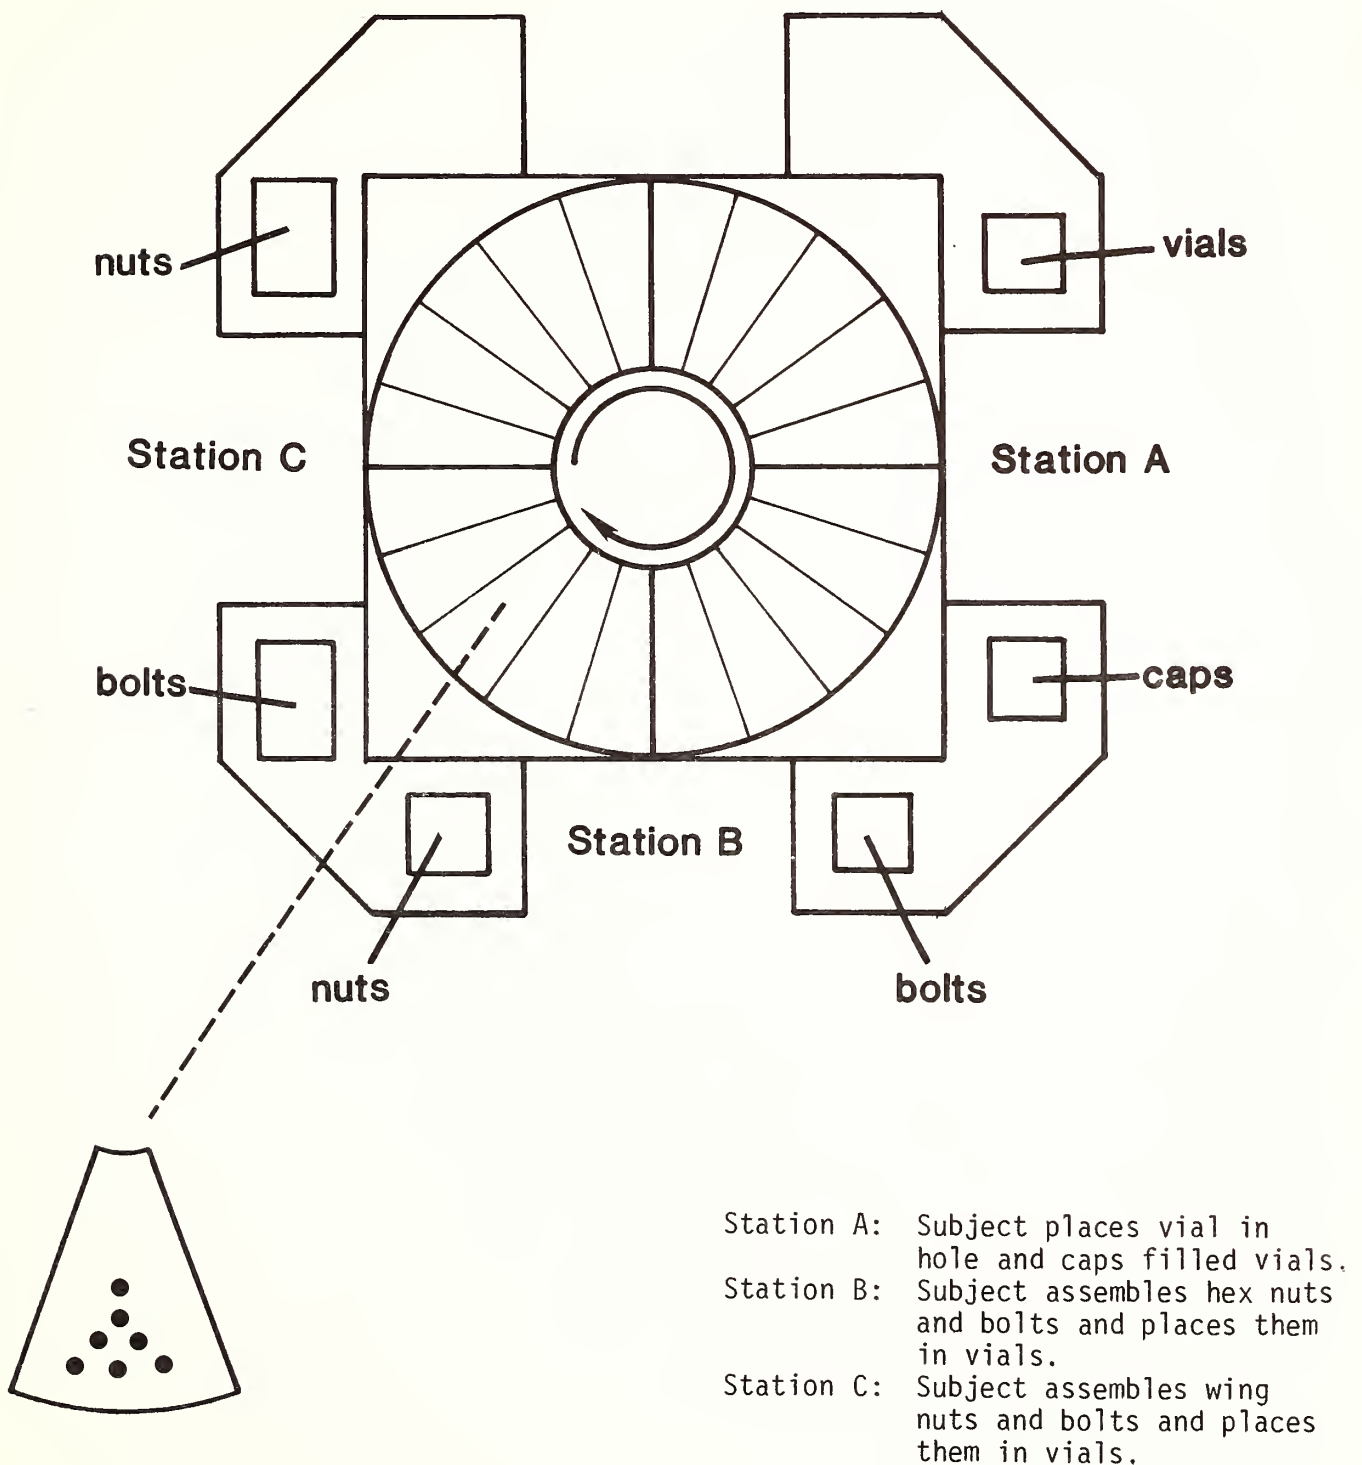 nuts
vials
Station C
Station A
bolts
caps
Station B
nuts
bolts
Station A: Subject places vial in
hole and caps filled vials.
Station B: Subject assembles hex nuts
and bolts and places them
in vials.
Station C: Subject assembles wing
nuts and bolts and places
them in vials.